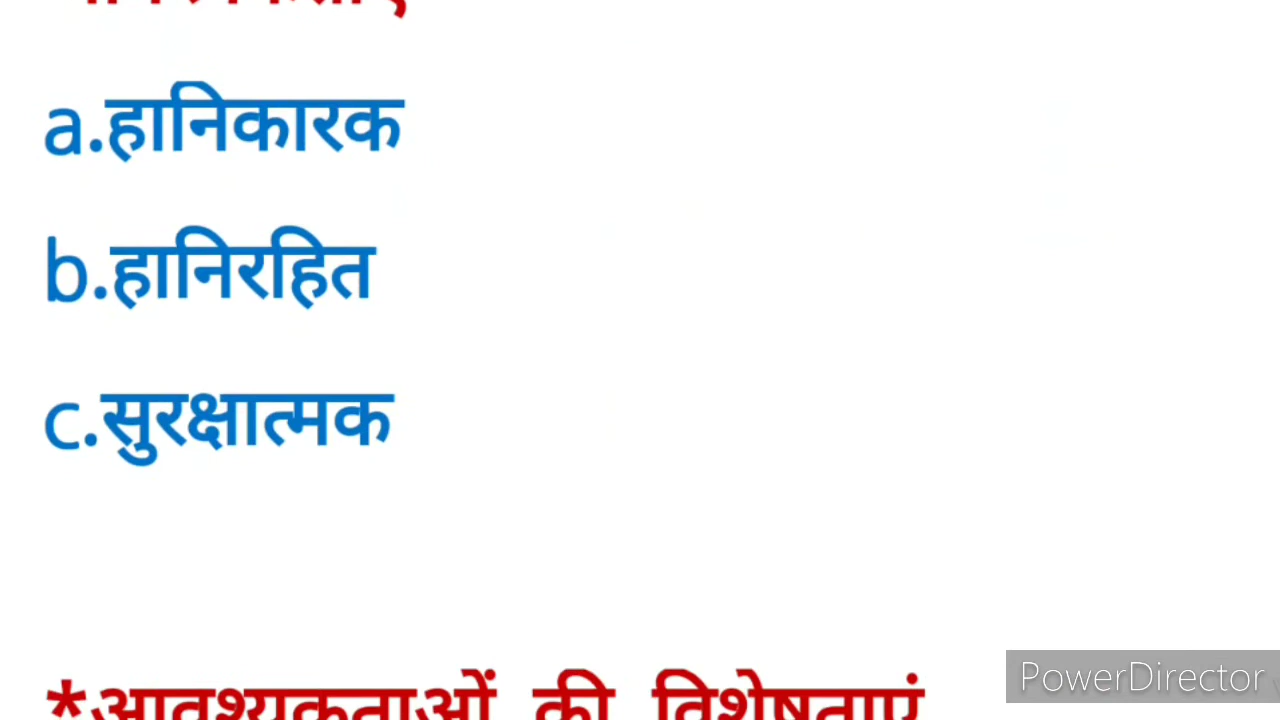 a.हानिकारक
b.हानिरहित
c.सुरक्षात्मक
*आवश्यकताओं की विशेषताएं
PowerDirector